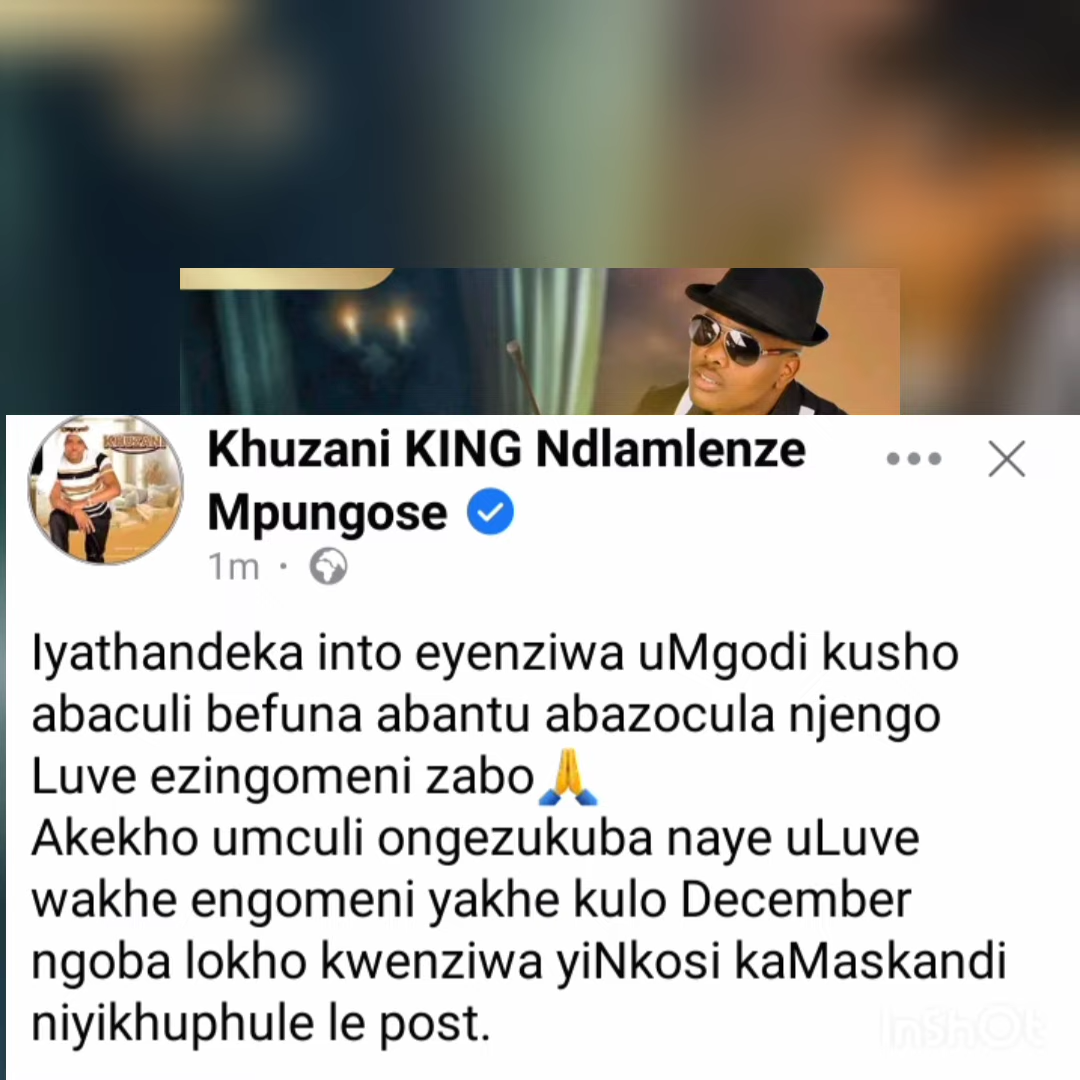 KHUZANI
Khuzani KING Ndlamlenze
Mpungose
1m ·
Iyathandeka into eyenziwa uMgodi kusho
abaculi befuna abantu abazocula njengo
Luve ezingomeni zabo🙏
Akekho umculi ongezukuba naye uLuve
wakhe engomeni yakhe kulo December
ngoba lokho kwenziwa yiNkosi kaMaskandi
niyikhuphule le post.
InShOt